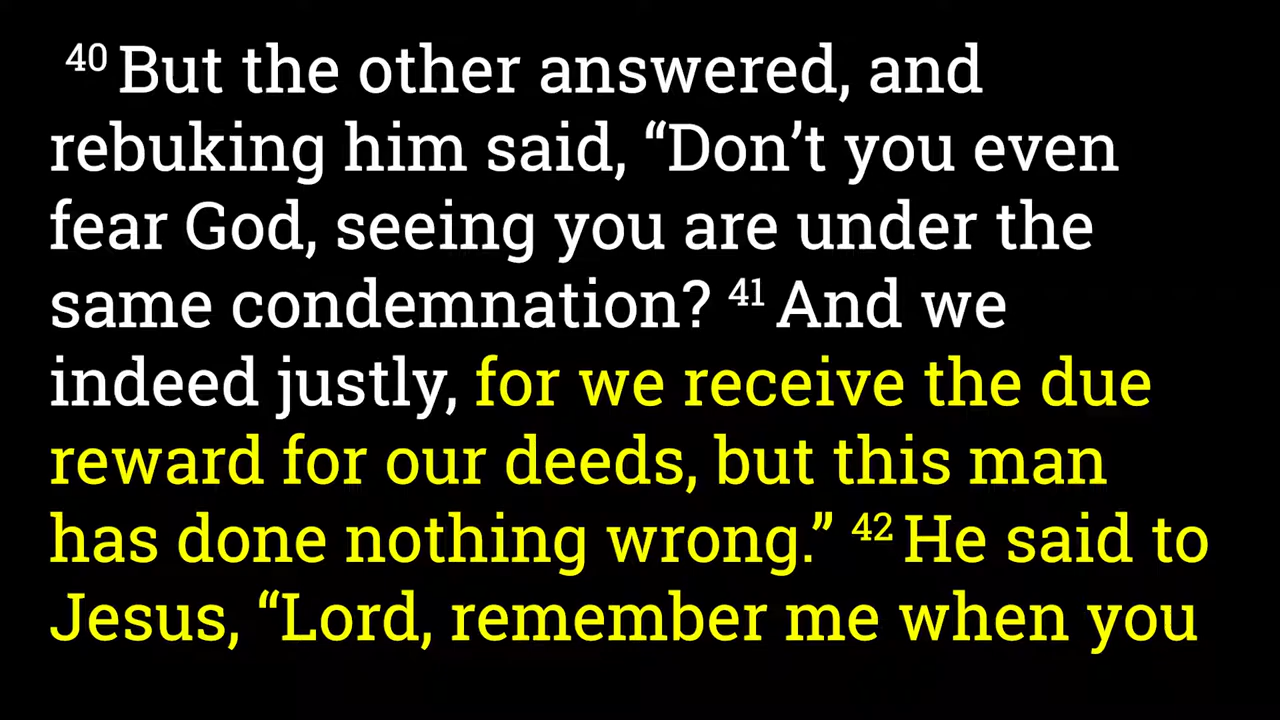 40 But the other answered, and
rebuking him said, “Don’t you even
fear God, seeing you are under the
same condemnation? 41 And we
indeed justly, for we receive the due
reward for our deeds, but this man
has done nothing wrong.” 42 He said to
Jesus, “Lord, remember me when you